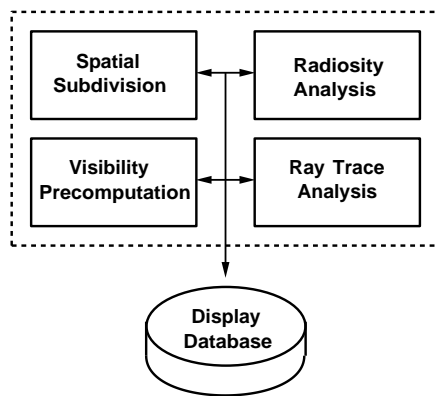 Spatial
Subdivision
Radiosity
Analysis
Visibility
Precomputation
Ray Trace
Analysis
Display
Database